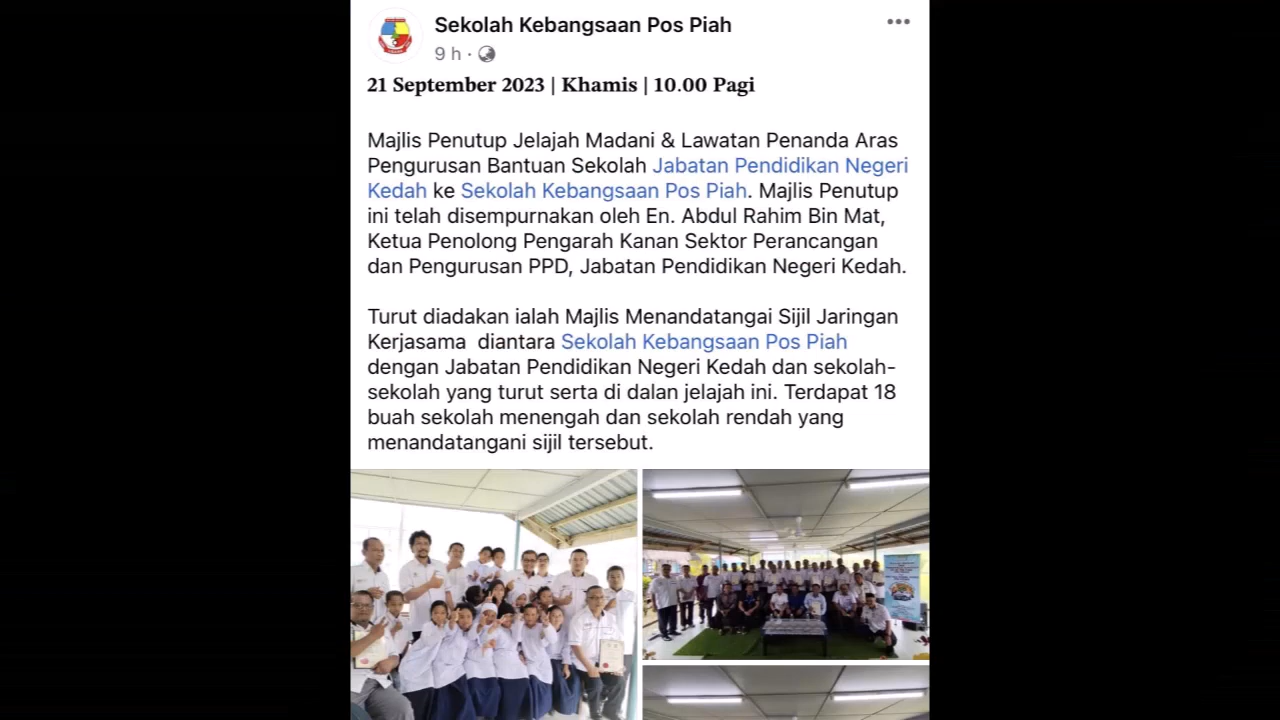 Sekolah Kebangsaan Pos Piah
9 h ·
21 September 2023 | Khamis | 10.00 Pagi
Majlis Penutup Jelajah Madani & Lawatan Penanda Aras
Pengurusan Bantuan Sekolah Jabatan Pendidikan Negeri
Kedah ke Sekolah Kebangsaan Pos Piah. Majlis Penutup
ini telah disempurnakan oleh En. Abdul Rahim Bin Mat,
Ketua Penolong Pengarah Kanan Sektor Perancangan
dan Pengurusan PPD, Jabatan Pendidikan Negeri Kedah.
Turut diadakan ialah Majlis Menandatangai Sijil Jaringan
Kerjasama  diantara Sekolah Kebangsaan Pos Piah
dengan Jabatan Pendidikan Negeri Kedah dan sekolah-
sekolah yang turut serta di dalan jelajah ini. Terdapat 18
buah sekolah menengah dan sekolah rendah yang
menandatangani sijil tersebut.